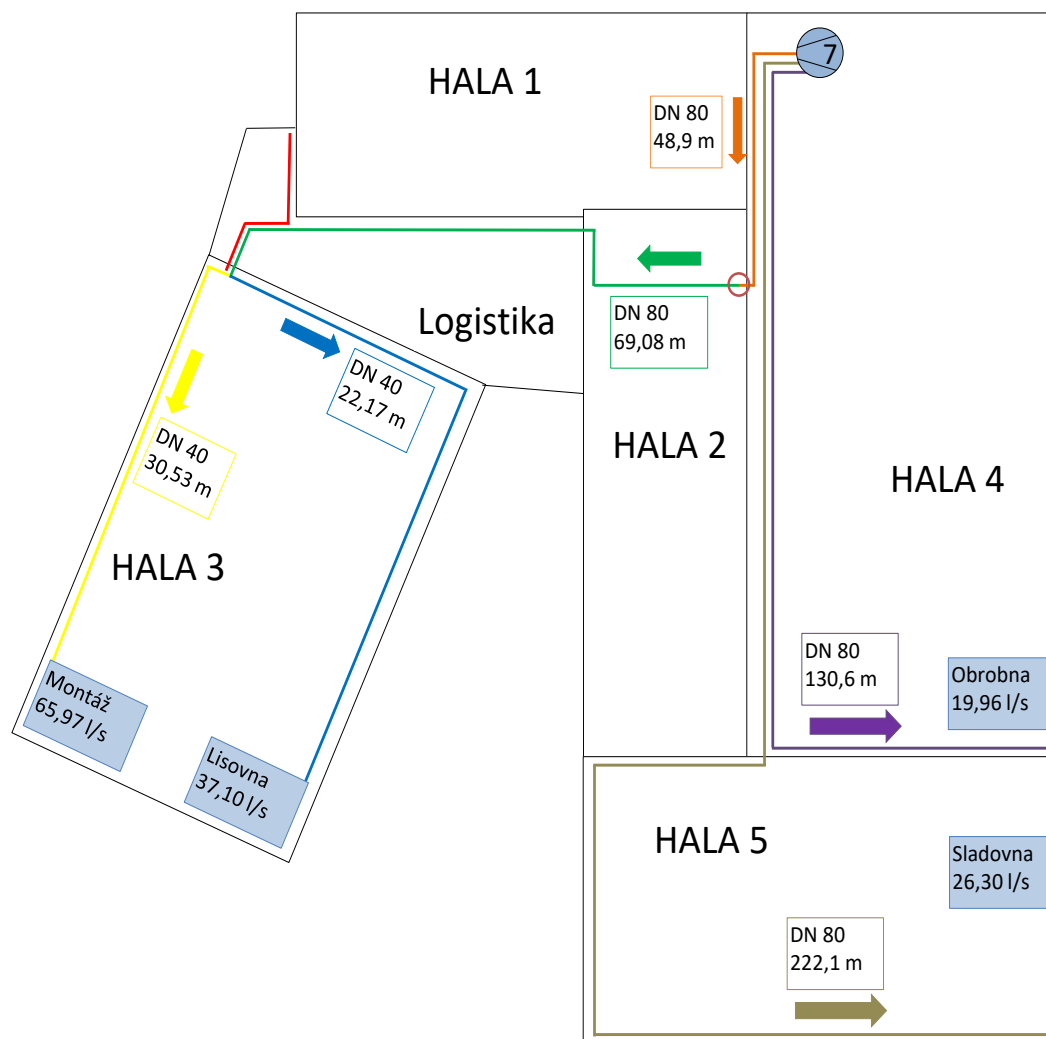 7
HALA 1
DN 80
48,9 m
Logistika
DN 80
69,08 m
DN 40
22,17 m
DN 40
30,53 m
HALA 2
HALA 4
HALA 3
DN 80
130,6 m
Obrobna
19,96 l/s
Montáž
65,97 l/s
Lisovna
37,10 l/s
HALA 5
Sladovna
26,30 l/s
DN 80
222,1 m